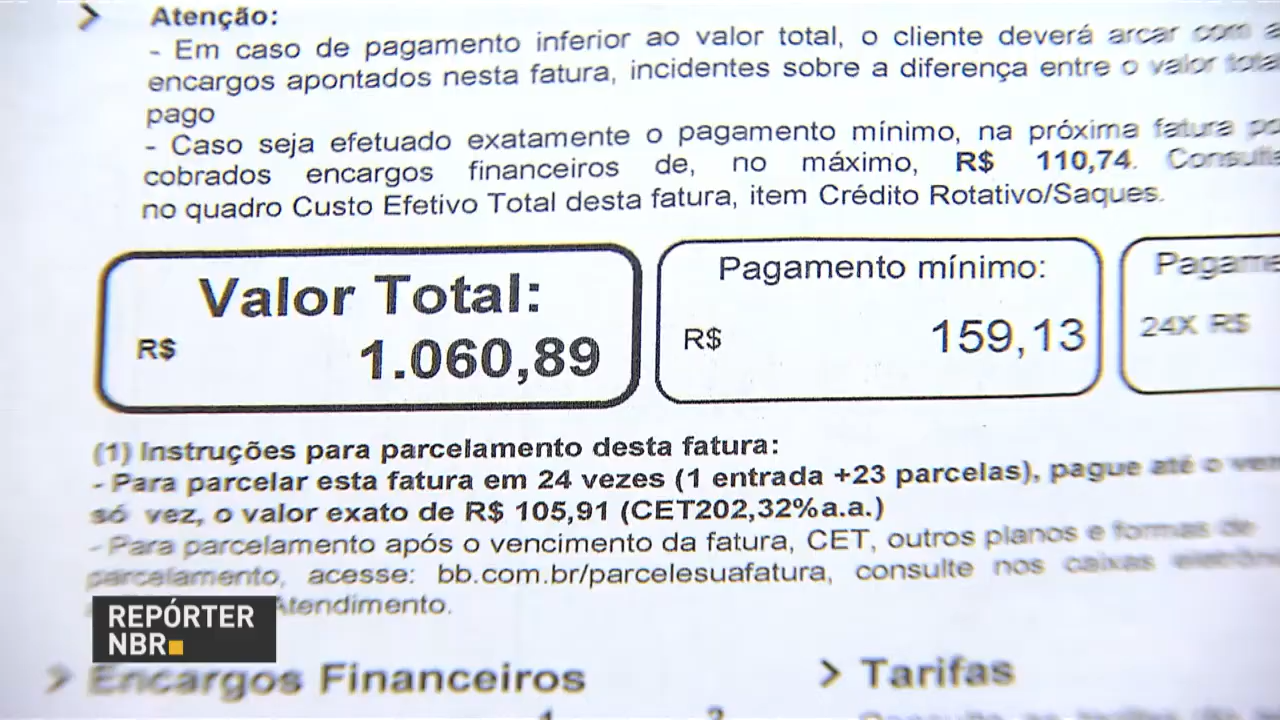 Atenção:
- Em caso de pagamento inferior ao valor total, o cliente deverá arcar com a
encargos apontados nesta fatura, incidentes sobre a diferença entre o valor total
pago
- Caso seja efetuado exatamente o pagamento mínimo, na próxima fatura po
cobrados encargos financeiros de, no máximo, R$ 110,74. Consulte
no quadro Custo Efetivo Total desta fatura, item Crédito Rotativo/Saques.
Valor Total:
R$ 1.060,89
Pagamento mínimo:
R$ 159,13
Pagame
24X R$
(1) Instruções para parcelamento desta fatura:
- Para parcelar esta fatura em 24 vezes (1 entrada +23 parcelas), pague até o ven
só vez, o valor exato de R$ 105,91 (CET202,32%a.a.)
- Para parcelamento após o vencimento da fatura, CET, outros planos e formas de
parcelamento, acesse: bb.com.br/parcelesuafatura, consulte nos caixas eletrôn
Atendimento.
REPÓRTER
NBR
> Encargos Financeiros
> Tarifas